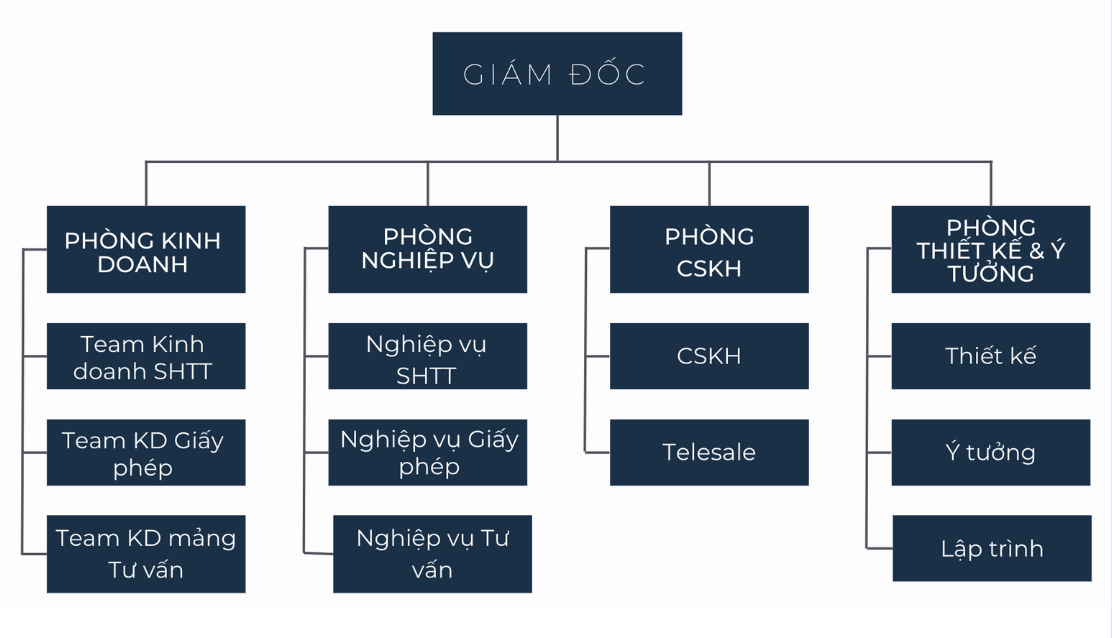 GIÁM ĐỐC
PHÒNG KINH
DOANH
Team Kinh
doanh SHTT
Team KD Giấy
phép
Team KD mảng
Tư vấn
PHÒNG
NGHIỆP VỤ
Nghiệp vụ
SHTT
Nghiệp vụ Giấy
phép
Nghiệp vụ Tư
vấn
PHÒNG
CSKH
CSKH
Telesale
PHÒNG
THIẾT KẾ & Ý
TƯỞNG
Thiết kế
Ý tưởng
Lập trình